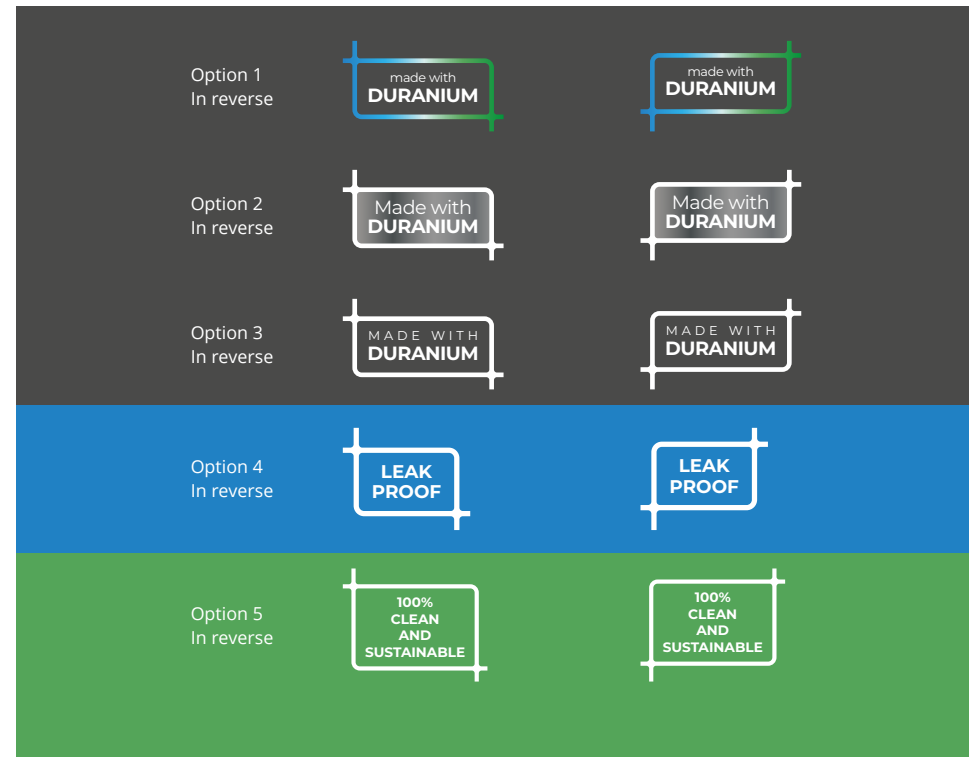 Option 1
In reverse
made with
DURANIUM
made with
DURANIUM
Option 2
In reverse
Made with
DURANIUM
Made with
DURANIUM
Option 3
In reverse
MADE WITH
DURANIUM
MADE WITH
DURANIUM
Option 4
In reverse
LEAK
PROOF
LEAK
PROOF
Option 5
In reverse
100%
CLEAN
AND
SUSTAINABLE
100%
CLEAN
AND
SUSTAINABLE